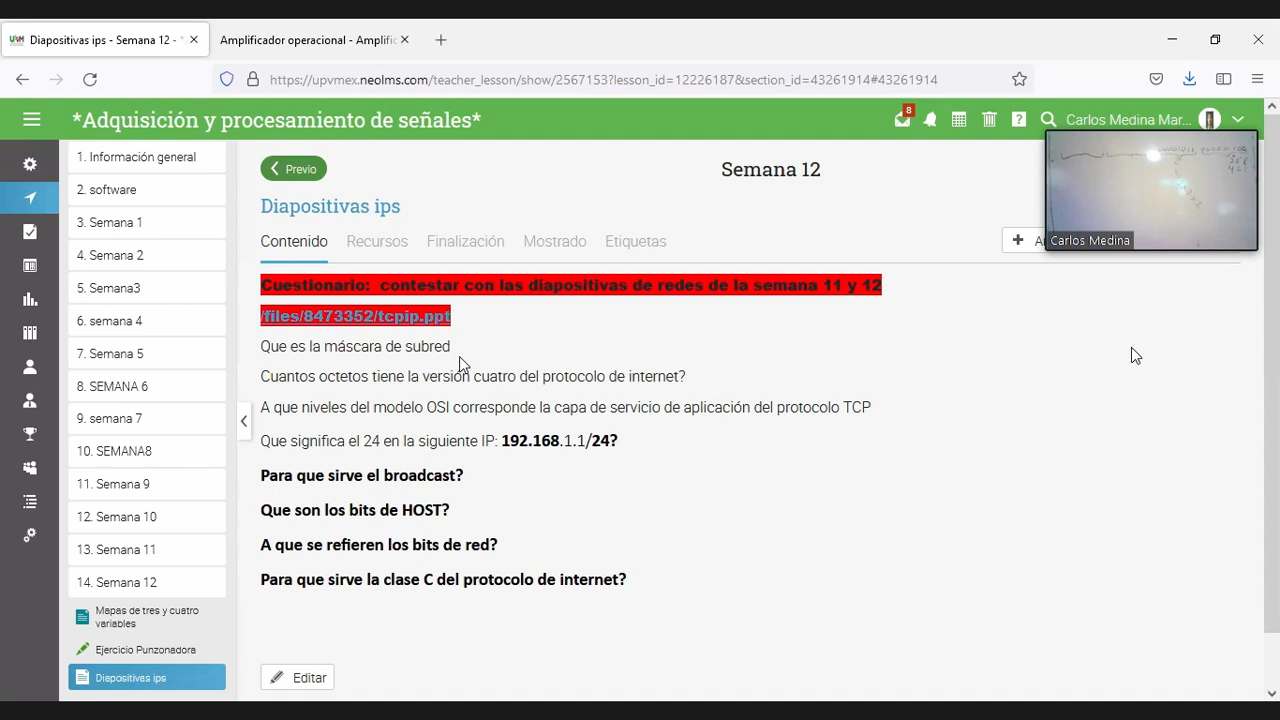 Diapositivas ips - Semana 12 - *
Amplificador operacional - Amplific
https://upvmex.neolms.com/teacher_lesson/show/2567153?lesson_id=12226187&section_id=43261914#43261914
*Adquisición y procesamiento de señales*
8
Carlos Medina Mar...
1. Información general
2. software
3. Semana 1
4. Semana 2
5. Semana3
6. semana 4
7. Semana 5
8. SEMANA 6
9. semana 7
10. SEMANA8
11. Semana 9
12. Semana 10
13. Semana 11
14. Semana 12
Mapas de tres y cuatro
variables
Ejercicio Punzonadora
Diapositivas ips
Previo
Semana 12
Diapositivas ips
Contenido
Recursos
Finalización
Mostrado
Etiquetas
Carlos Medina
Cuestionario: contestar con las diapositivas de redes de la semana 11 y 12
/files/8473352/tcpip.ppt
Que es la máscara de subred
Cuantos octetos tiene la versión cuatro del protocolo de internet?
A que niveles del modelo OSI corresponde la capa de servicio de aplicación del protocolo TCP
Que significa el 24 en la siguiente IP: 192.168.1.1/24?
Para que sirve el broadcast?
Que son los bits de HOST?
A que se refieren los bits de red?
Para que sirve la clase C del protocolo de internet?
Editar